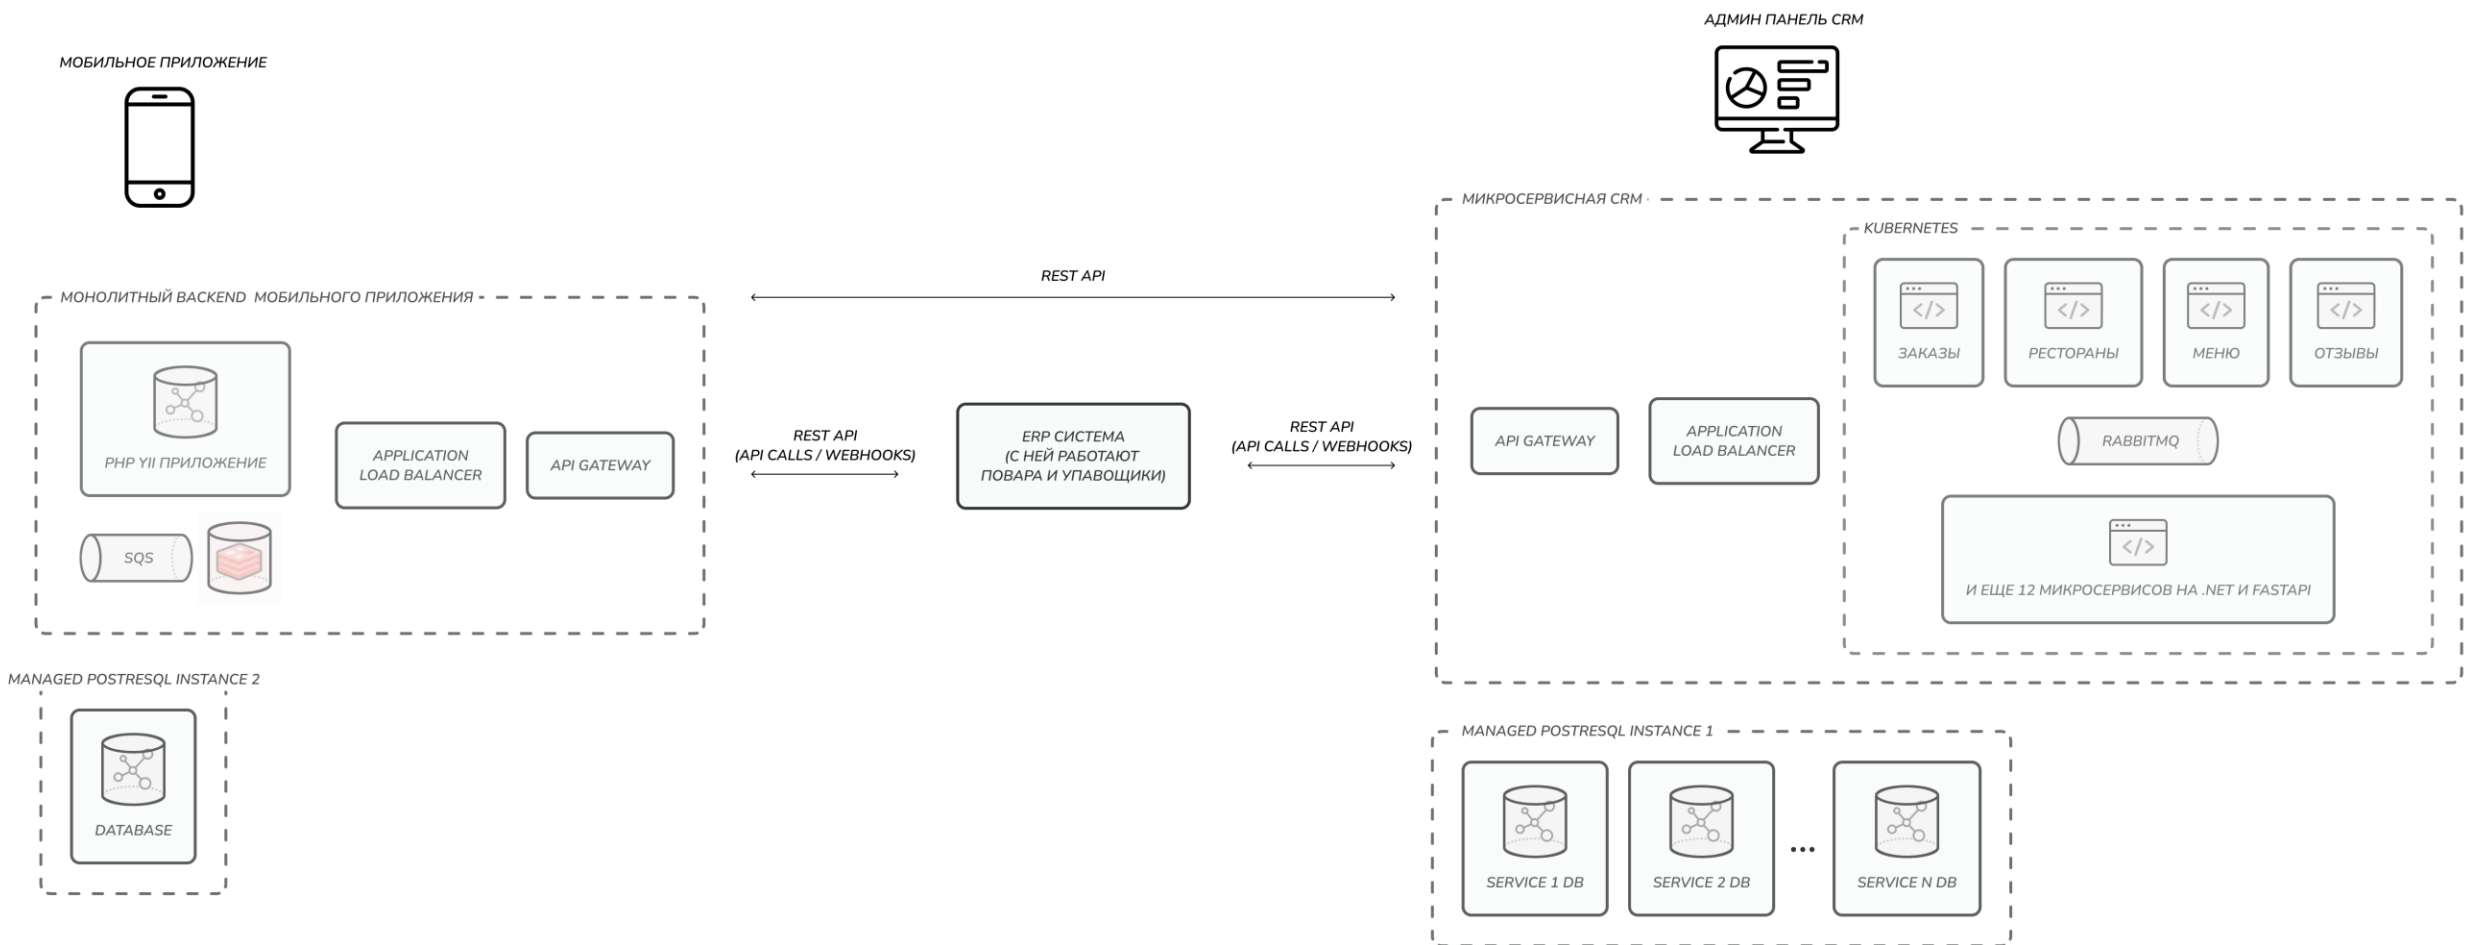 АДМИН ПАНЕЛЬ CRM
МОБИЛЬНОЕ ПРИЛОЖЕНИЕ
МОНОЛИТНЫЙ BACKEND МОБИЛЬНОГО ПРИЛОЖЕНИЯ
PHP YII ПРИЛОЖЕНИЕ
SQS
APPLICATION
LOAD BALANCER
API GATEWAY
MANAGED POSTRESQL INSTANCE 2
DATABASE
REST API
REST API
(API CALLS / WEBHOOKS)
ERP СИСТЕМА
(С НЕЙ РАБОТАЮТ
ПОВАРА И УПАВОЩИКИ)
REST API
(API CALLS / WEBHOOKS)
МИКРОСЕРВИСНАЯ CRM
API GATEWAY
APPLICATION
LOAD BALANCER
KUBERNETES
ЗАКАЗЫ
РЕСТОРАНЫ
МЕНЮ
ОТЗЫВЫ
RABBITMQ
И ЕЩЕ 12 МИКРОСЕРВИСОВ НА .NET И FASTAPI
MANAGED POSTRESQL INSTANCE 1
SERVICE 1 DB
SERVICE 2 DB
...
SERVICE N DB